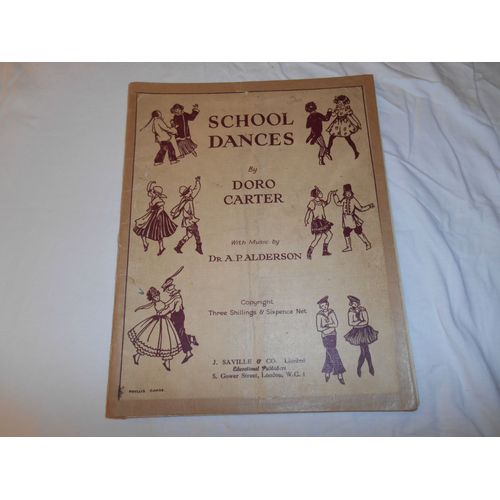 SCHOOL
DANCES
By
DORO
CARTER
With Music by
DR A.P. ALDERSON
Copyright
Three Shillings & Sixpence Net
J. SAVILLE & CO. Limited
Educational Publishers
5, Gower Street, London, W.C. 1
PHYLLIS